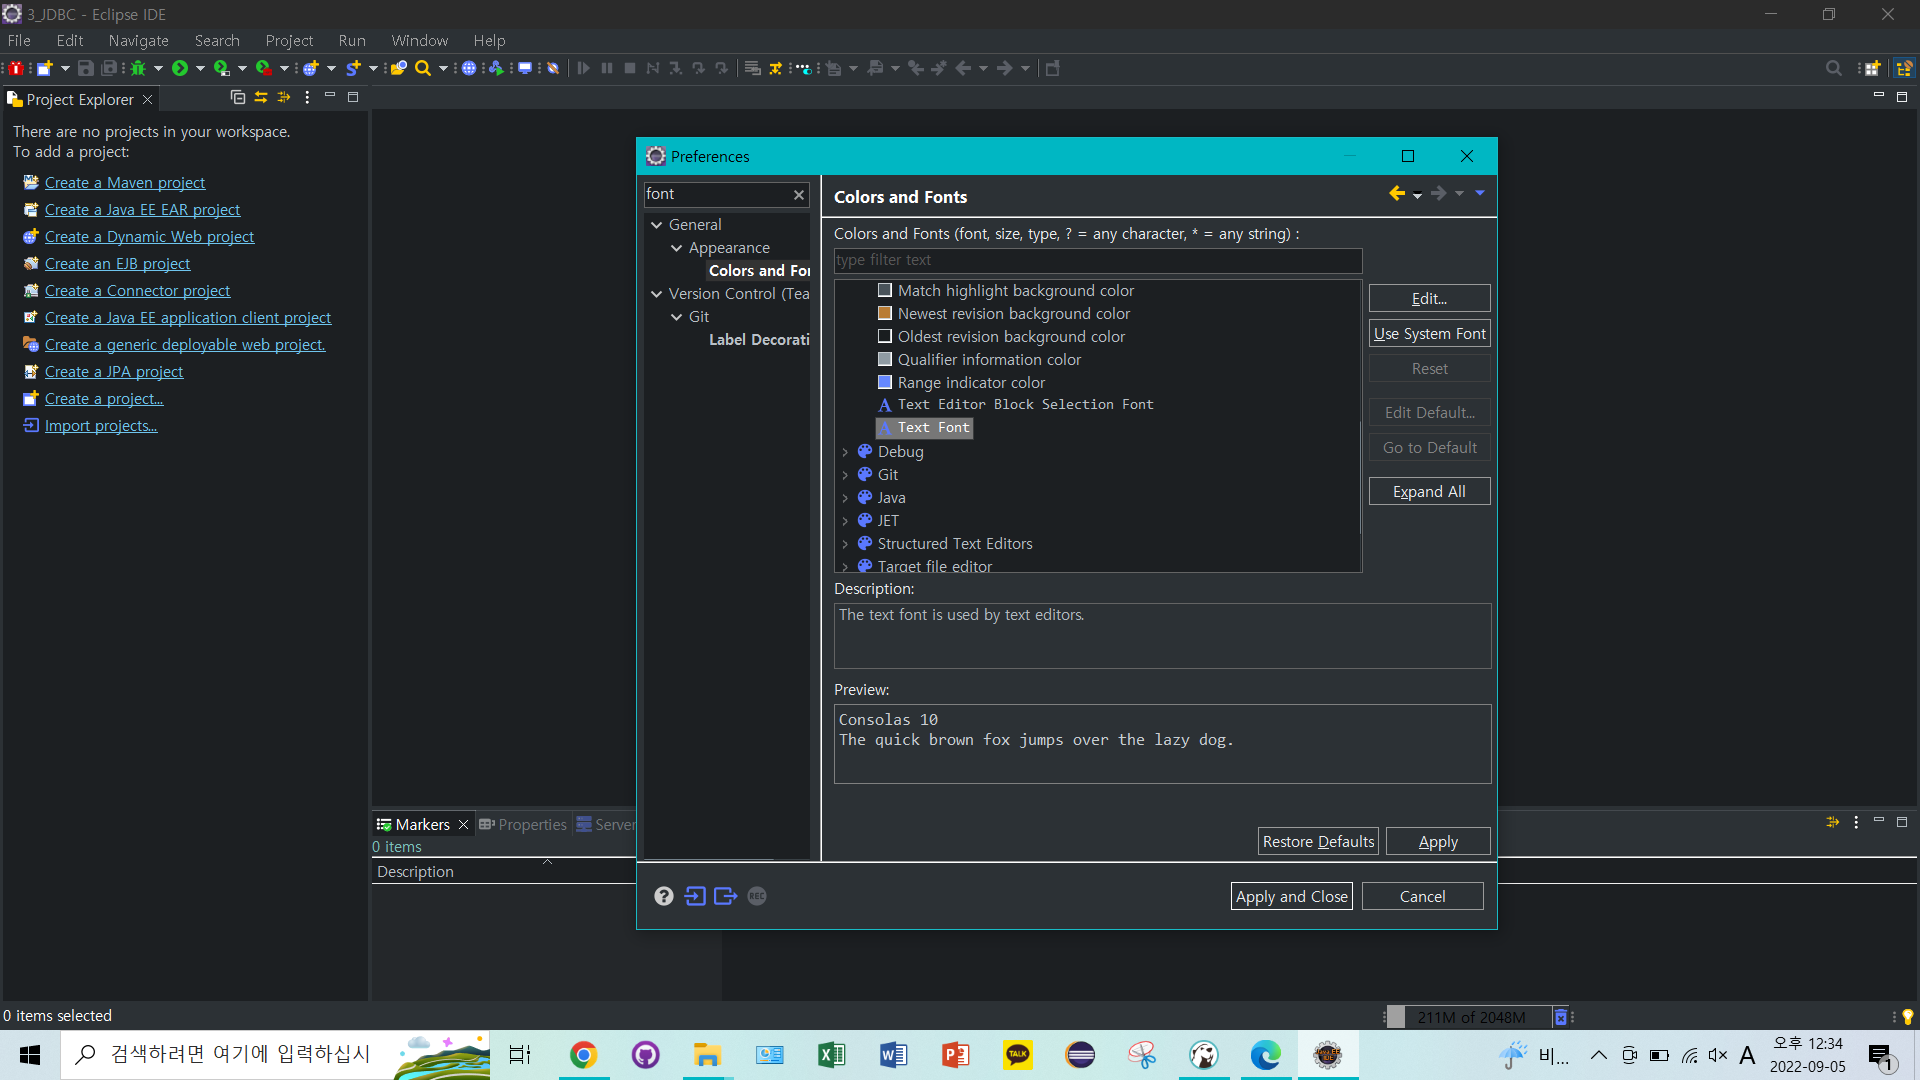 3_JDBC - Eclipse IDE
File Edit Navigate Search Project Run Window Help
Project Explorer
There are no projects in your workspace.
To add a project:
Create a Maven project
Create a Java EE EAR project
Create a Dynamic Web project
Create an EJB project
Create a Connector project
Create a Java EE application client project
Create a generic deployable web project.
Create a JPA project
Create a project...
Import projects...
Preferences
font
General
Appearance
Colors and For
Version Control (Tea
Git
Label Decorati
Colors and Fonts
Colors and Fonts (font, size, type, ? = any character, * = any string) :
type filter text
Match highlight background color
Newest revision background color
Oldest revision background color
Qualifier information color
Range indicator color
Text Editor Block Selection Font
Text Font
Debug
Git
Java
JET
Structured Text Editors
Target file editor
Edit...
Use System Font
Reset
Edit Default...
Go to Default
Expand All
Description:
The text font is used by text editors.
Preview:
Consolas 10
The quick brown fox jumps over the lazy dog.
Restore Defaults Apply
REC
Apply and Close Cancel
Markers Properties Server
0 items
Description
0 items selected
211M of 2048M
검색하려면 여기에 입력하십시
TALK
비...
A
오후 12:34
2022-09-05
1